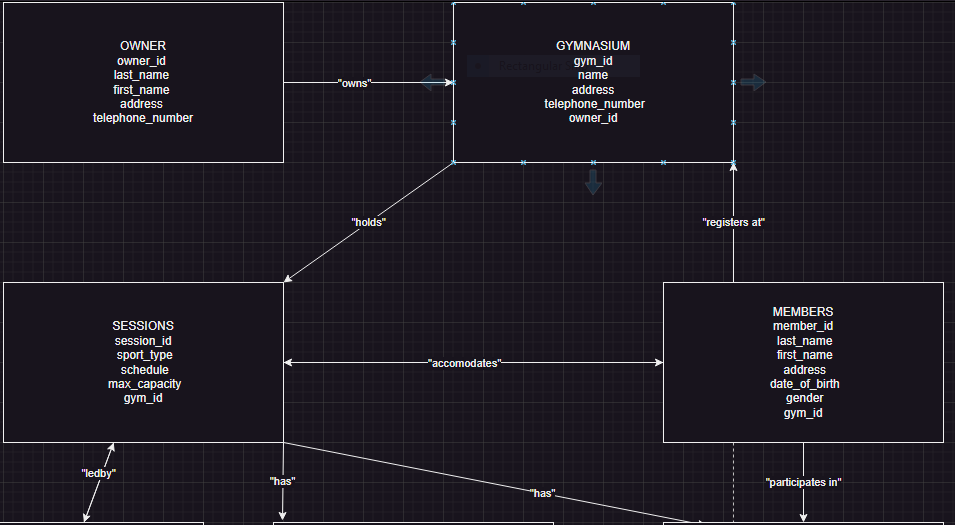 OWNER
owner_id
last_name
first_name
address
telephone_number
"owns"
GYMNASIUM
gym_id
name
address
telephone_number
owner_id
"holds"
"registers at"
SESSIONS
session_id
sport_type
schedule
max_capacity
gym_id
"accomodates"
MEMBERS
member_id
last_name
first_name
address
date_of_birth
gender
gym_id
"ledby"
"has"
"has"
"participates in"